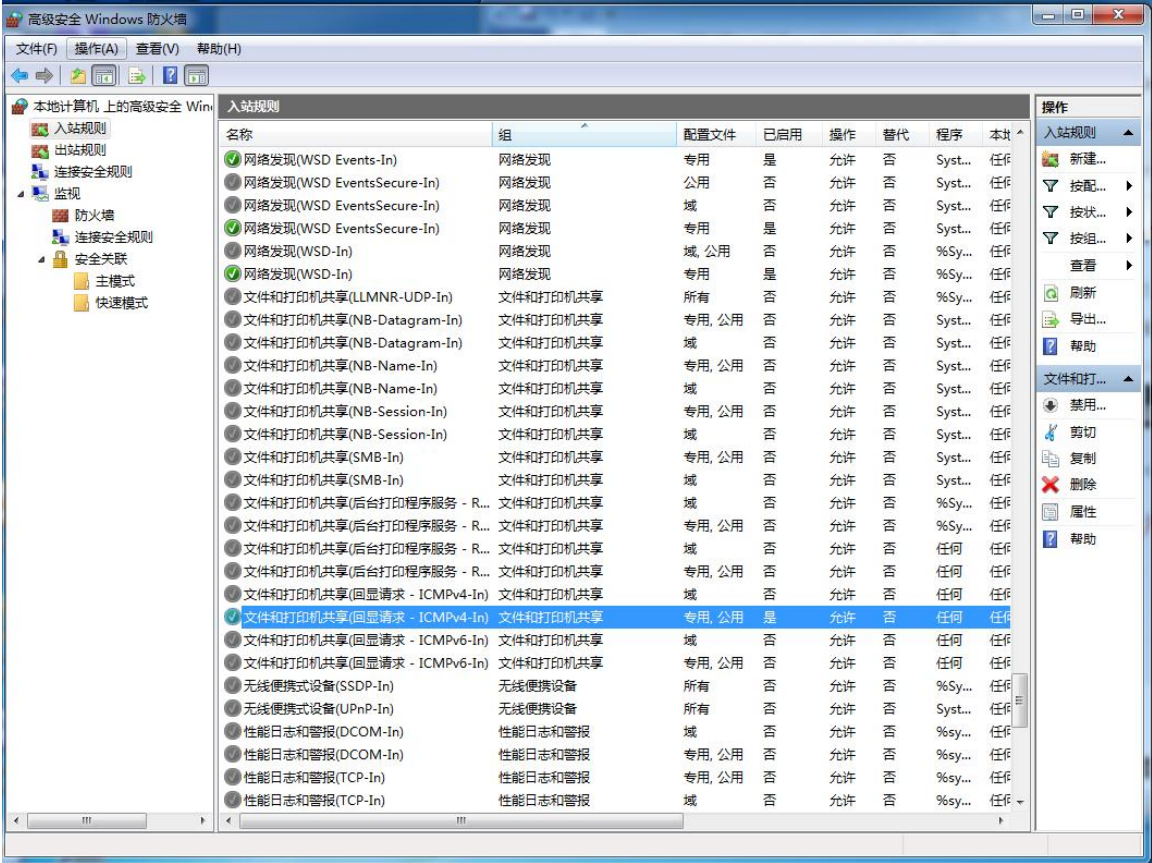 高级安全 Windows 防火墙
文件(F) 操作(A) 查看(V) 帮助(H)
本地计算机 上的高级安全 Win
入站规则
出站规则
连接安全规则
监视
防火墙
连接安全规则
安全关联
主模式
快速模式
入站规则
名称 组 配置文件 已启用 操作 替代 程序 本地
网络发现(WSD Events-In) 网络发现 专用 是 允许 否 Syst... 任何
网络发现(WSD EventsSecure-In) 网络发现 公用 否 允许 否 Syst... 任何
网络发现(WSD EventsSecure-In) 网络发现 域 否 允许 否 Syst... 任何
网络发现(WSD EventsSecure-In) 网络发现 专用 是 允许 否 Syst... 任何
网络发现(WSD-In) 网络发现 域, 公用 否 允许 否 %Sy... 任何
网络发现(WSD-In) 网络发现 专用 是 允许 否 %Sy... 任何
文件和打印机共享(LLMNR-UDP-In) 文件和打印机共享 所有 否 允许 否 %Sy... 任何
文件和打印机共享(NB-Datagram-In) 文件和打印机共享 专用, 公用 否 允许 否 Syst... 任何
文件和打印机共享(NB-Datagram-In) 文件和打印机共享 域 否 允许 否 Syst... 任何
文件和打印机共享(NB-Name-In) 文件和打印机共享 专用, 公用 否 允许 否 Syst... 任何
文件和打印机共享(NB-Name-In) 文件和打印机共享 域 否 允许 否 Syst... 任何
文件和打印机共享(NB-Session-In) 文件和打印机共享 专用, 公用 否 允许 否 Syst... 任何
文件和打印机共享(NB-Session-In) 文件和打印机共享 域 否 允许 否 Syst... 任何
文件和打印机共享(SMB-In) 文件和打印机共享 专用, 公用 否 允许 否 Syst... 任何
文件和打印机共享(SMB-In) 文件和打印机共享 域 否 允许 否 Syst... 任何
文件和打印机共享(后台打印程序服务 - R... 文件和打印机共享 域 否 允许 否 %Sy... 任何
文件和打印机共享(后台打印程序服务 - R... 文件和打印机共享 专用, 公用 否 允许 否 %Sy... 任何
文件和打印机共享(后台打印程序服务 - R... 文件和打印机共享 域 否 允许 否 任何 任何
文件和打印机共享(后台打印程序服务 - R... 文件和打印机共享 专用, 公用 否 允许 否 任何 任何
文件和打印机共享(回显请求 - ICMPv4-In) 文件和打印机共享 域 否 允许 否 任何 任何
文件和打印机共享(回显请求 - ICMPv4-In) 文件和打印机共享 专用, 公用 是 允许 否 任何 任何
文件和打印机共享(回显请求 - ICMPv6-In) 文件和打印机共享 域 否 允许 否 任何 任何
文件和打印机共享(回显请求 - ICMPv6-In) 文件和打印机共享 专用, 公用 否 允许 否 任何 任何
无线便携式设备(SSDP-In) 无线便携设备 所有 否 允许 否 %Sy... 任何
无线便携式设备(UPnP-In) 无线便携设备 所有 否 允许 否 Syst... 任何
性能日志和警报(DCOM-In) 性能日志和警报 域 否 允许 否 %sy... 任何
性能日志和警报(DCOM-In) 性能日志和警报 专用, 公用 否 允许 否 %sy... 任何
性能日志和警报(TCP-In) 性能日志和警报 专用, 公用 否 允许 否 %sy... 任何
性能日志和警报(TCP-In) 性能日志和警报 域 否 允许 否 %sy... 任何
操作
入站规则
新建...
按配...
按状...
按组...
查看
刷新
导出...
帮助
文件和打...
禁用...
剪切
复制
删除
属性
帮助